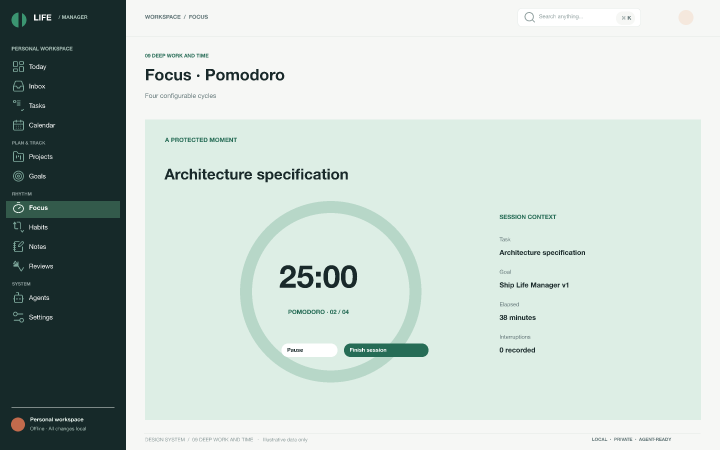 LIFE / MANAGER
PERSONAL WORKSPACE
Today
Inbox
Tasks
Calendar
PLAN & TRACK
Projects
Goals
RHYTHM
Focus
Habits
Notes
Reviews
SYSTEM
Agents
Settings
Personal workspace
Offline · All changes local
WORKSPACE / FOCUS
Search anything...
⌘ K
09 DEEP WORK AND TIME
Focus · Pomodoro
Four configurable cycles
A PROTECTED MOMENT
Architecture specification
25:00
POMODORO · 02 / 04
Pause
Finish session
SESSION CONTEXT
Task
Architecture specification
Goal
Ship Life Manager v1
Elapsed
38 minutes
Interruptions
0 recorded
DESIGN SYSTEM / 09 DEEP WORK AND TIME · Illustrative data only
LOCAL · PRIVATE · AGENT-READY